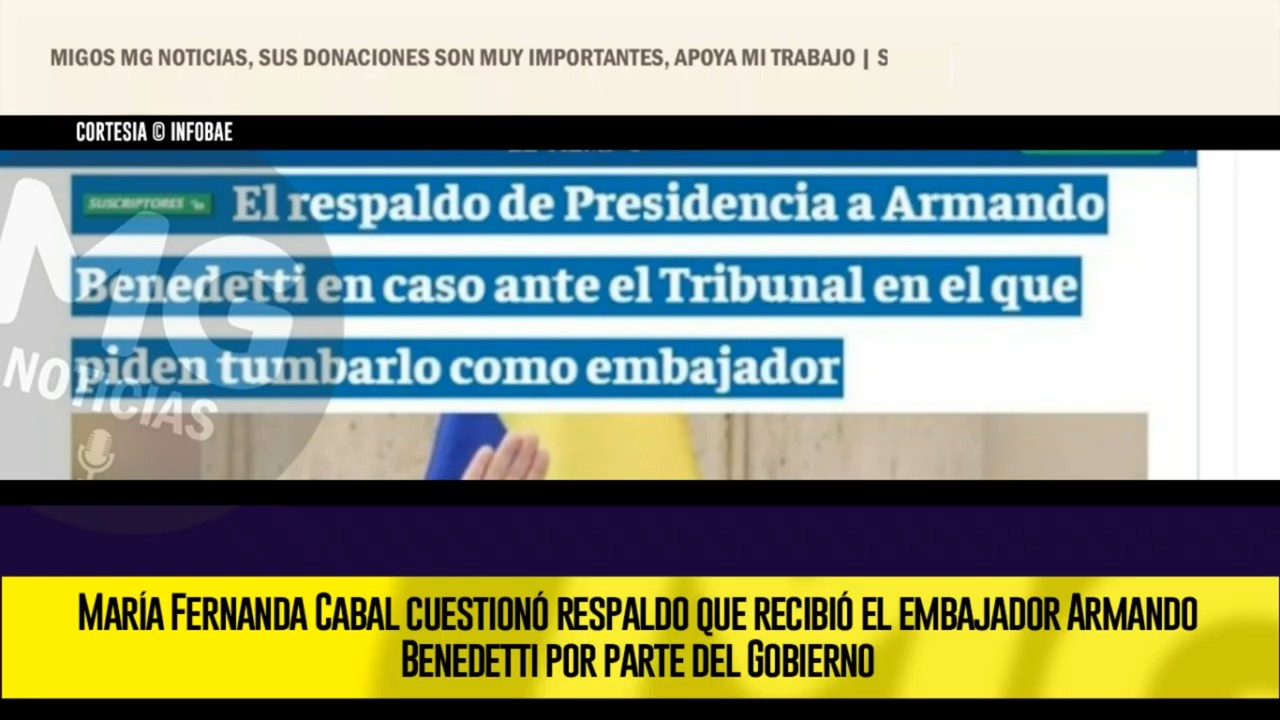 MIGOS MG NOTICIAS, SUS DONACIONES SON MUY IMPORTANTES, APOYA MI TRABAJO | S
CORTESIA © INFOBAE
SUSCRIPTORES El respaldo de Presidencia a Armando
Benedetti en caso ante el Tribunal en el que
piden tumbarlo como embajador
MG
NOTICIAS
MARÍA FERNANDA CABAL CUESTIONÓ RESPALDO QUE RECIBIÓ EL EMBAJADOR ARMANDO
BENEDETTI POR PARTE DEL GOBIERNO